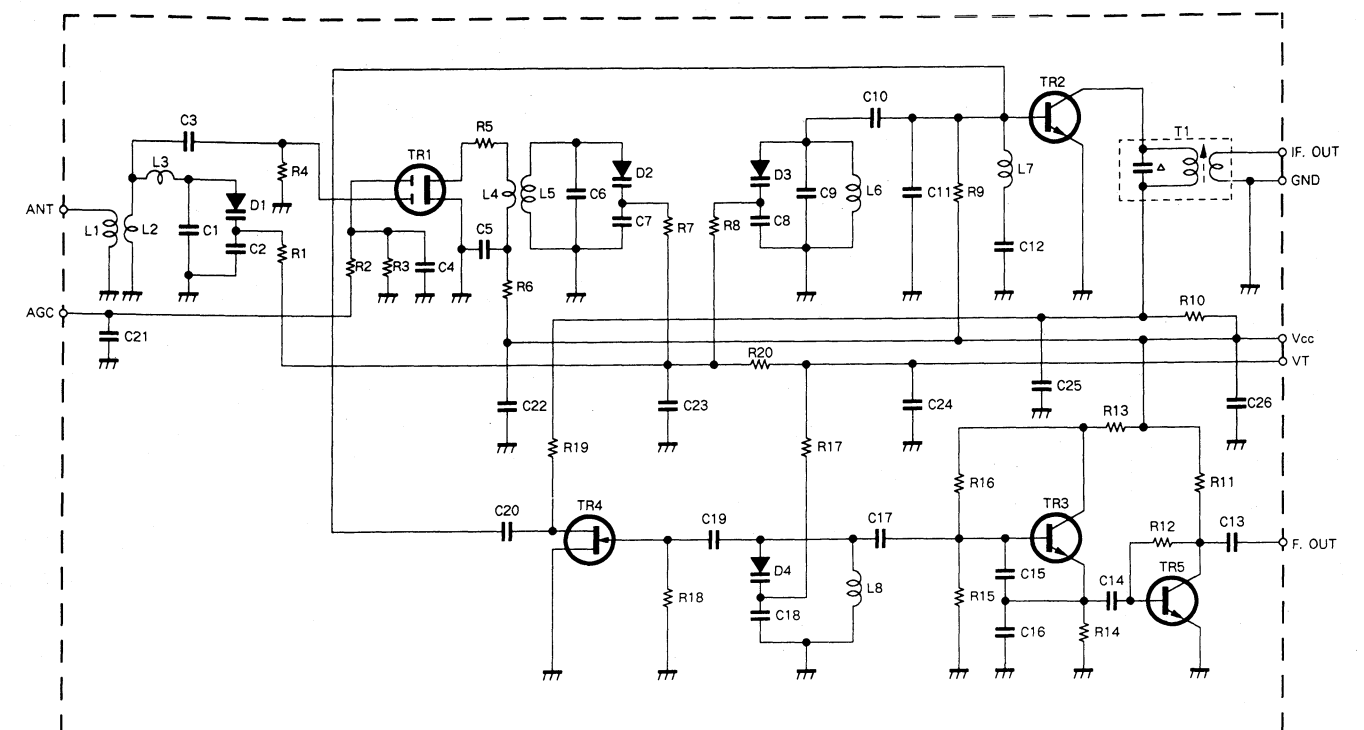 TR2
C10
T1
C3
R5
IF. OUT
TR1
L3
D2
D3
L7
Δ
R4
GND
L4
L5
C6
C9
L6
C11
R9
D1
ANT
L1
L2
C1
C7
R7
R8
C8
C5
C12
C2
R1
R2
R3
C4
R6
R10
AGC
C21
Vcc
R20
VT
C25
C22
C23
C24
C26
R13
R19
R17
R16
R11
TR4
TR3
C20
C19
C17
R12
C13
F. OUT
D4
C15
TR5
C14
R18
L8
R15
C18
C16
R14